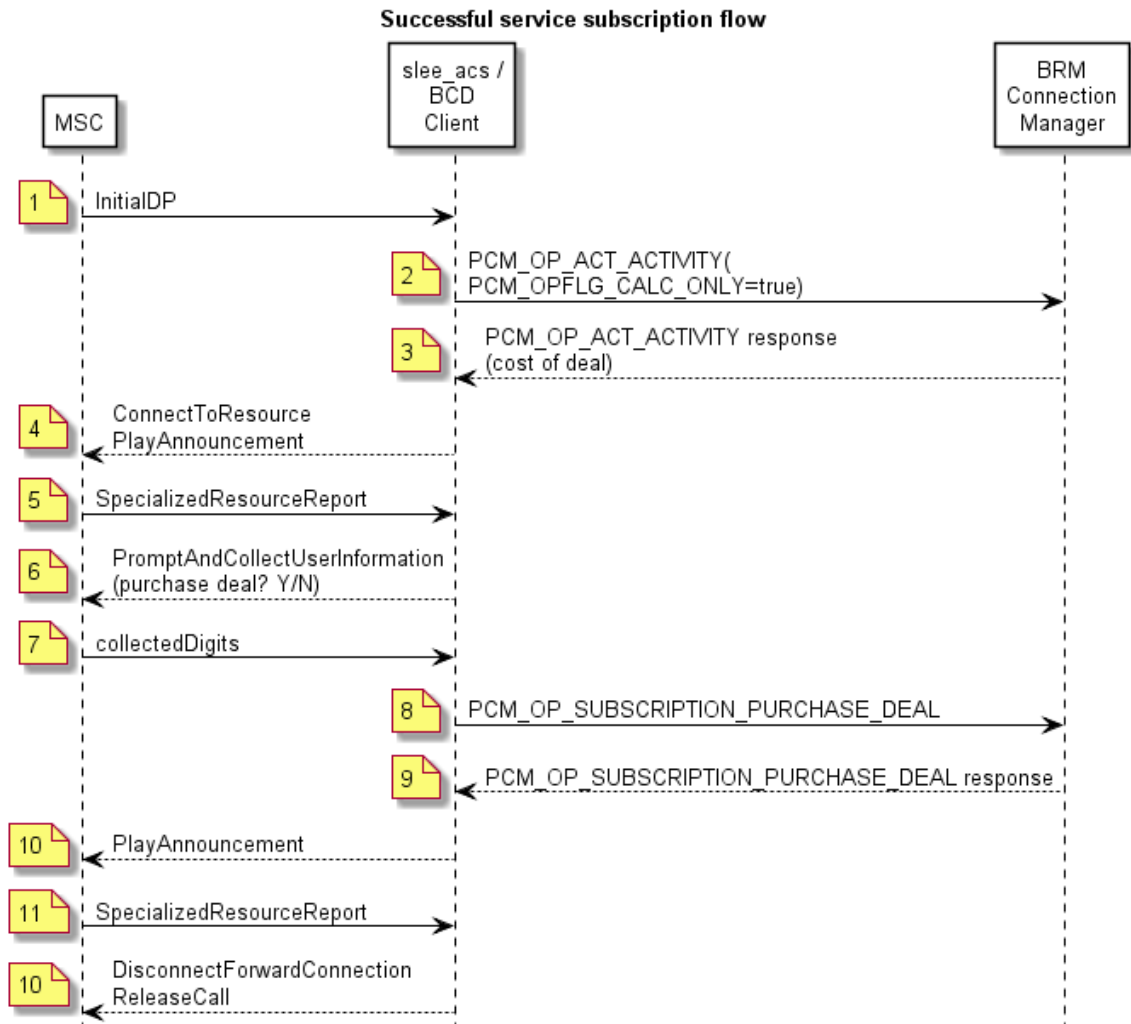 Successful service subscription flow
MSC
slee_acs /
BCD
Client
BRM
Connection
Manager
1
InitialDP
2
PCM_OP_ACT_ACTIVITY(
PCM_OPFLG_CALC_ONLY=true)
3
PCM_OP_ACT_ACTIVITY response
(cost of deal)
4
ConnectToResource
PlayAnnouncement
5
SpecializedResourceReport
6
PromptAndCollectUserInformation
(purchase deal? Y/N)
7
collectedDigits
8
PCM_OP_SUBSCRIPTION_PURCHASE_DEAL
9
PCM_OP_SUBSCRIPTION_PURCHASE_DEAL response
10
PlayAnnouncement
11
SpecializedResourceReport
10
DisconnectForwardConnection
ReleaseCall